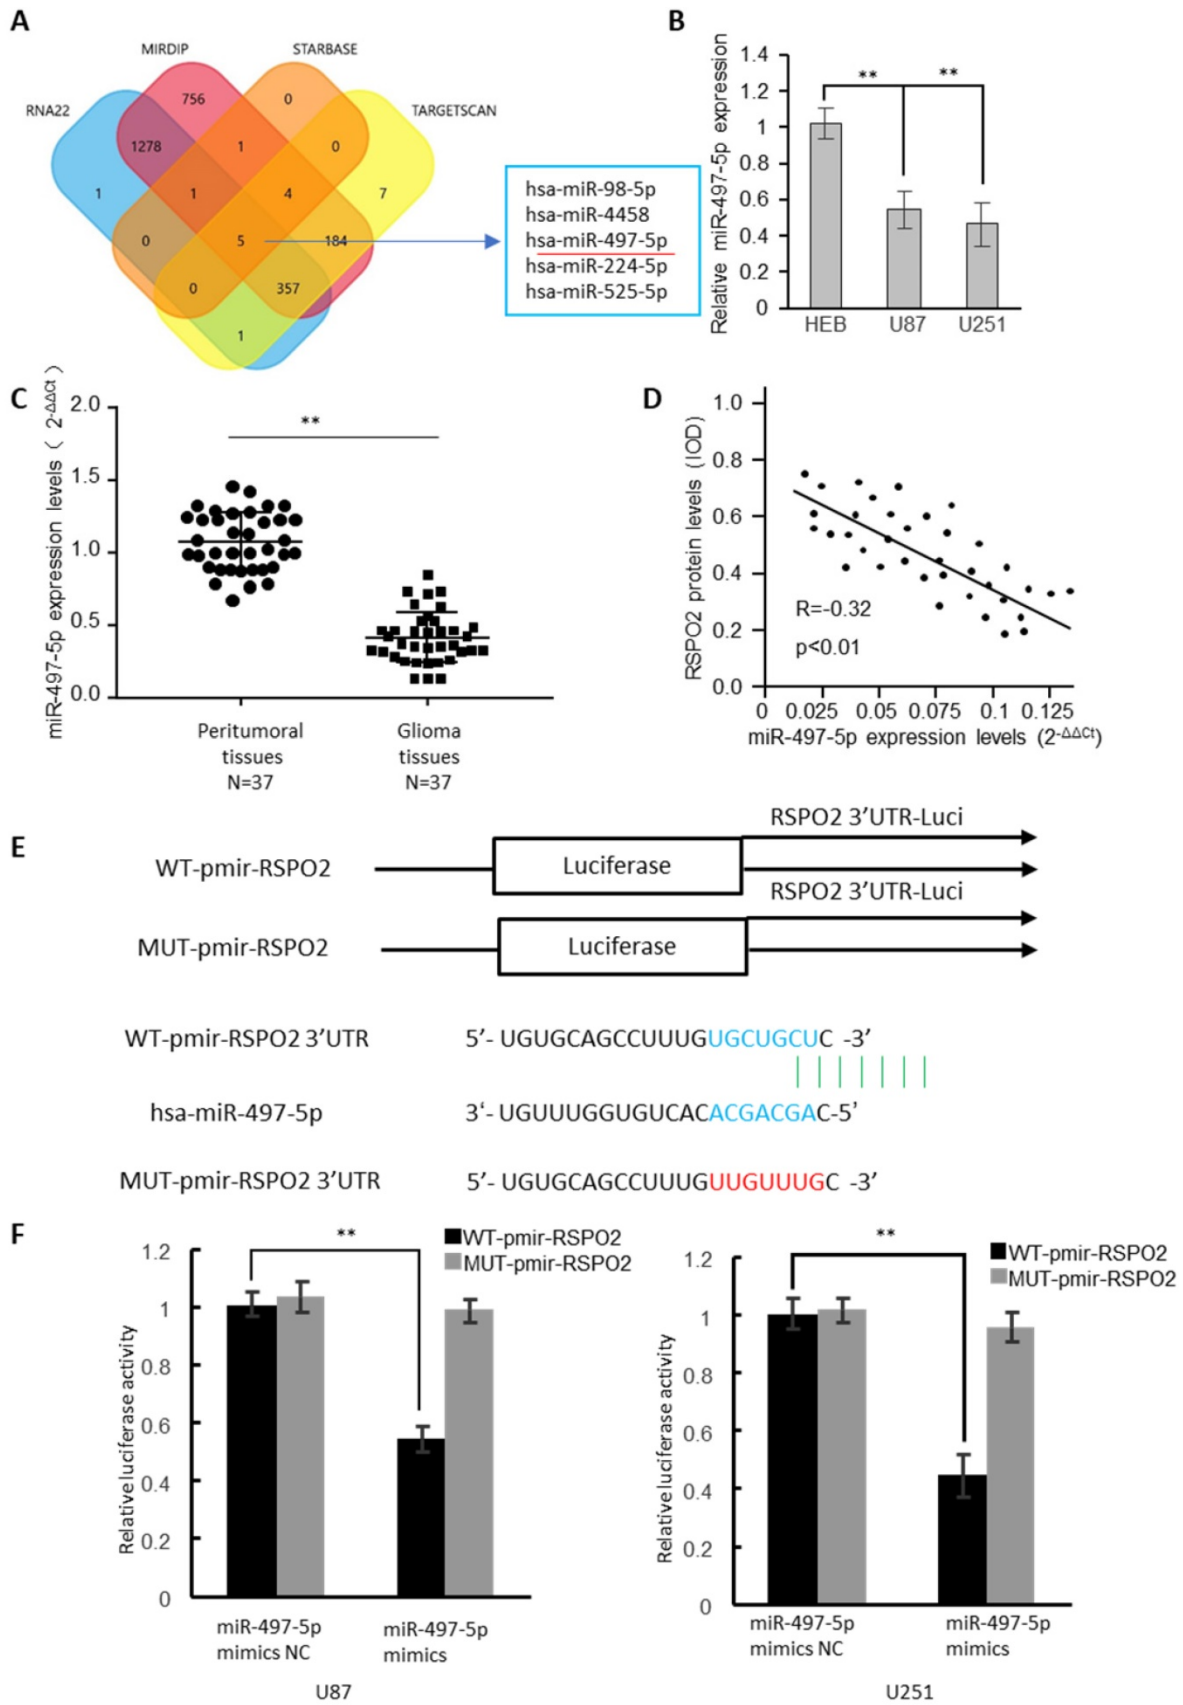 A
MIRDIP
STARBASE
RNA22
TARGETSCAN
756
0
1278
1
0
1
1
4
7
0
5
184
0
357
1
hsa-miR-98-5p
hsa-miR-4458
hsa-miR-497-5p
hsa-miR-224-5p
hsa-miR-525-5p
B
Relative miR-497-5p expression
1.4
1.2
1
0.8
0.6
0.4
0.2
0
**
**
HEB
U87
U251
C
miR-497-5p expression levels ( 2-ΔΔCt )
2.0
1.5
1.0
0.5
0.0
**
Peritumoral
tissues
N=37
Glioma
tissues
N=37
D
RSPO2 protein levels (IOD)
1.0
0.8
0.6
0.4
0.2
0.0
R=-0.32
p<0.01
0 0.025 0.05 0.075 0.1 0.125
miR-497-5p expression levels (2-ΔΔCt)
E
RSPO2 3’UTR-Luci
WT-pmir-RSPO2
Luciferase
RSPO2 3’UTR-Luci
MUT-pmir-RSPO2
Luciferase
WT-pmir-RSPO2 3’UTR 5’- UGUGCAGCCUUUGUGCUGCUC -3’
hsa-miR-497-5p 3‘- UGUUUGGUGUCACACGACGAC-5’
MUT-pmir-RSPO2 3’UTR 5’- UGUGCAGCCUUUGUUGUUUGC -3’
F
Relative luciferase activity
1.2
1
0.8
0.6
0.4
0.2
0
**
WT-pmir-RSPO2
MUT-pmir-RSPO2
miR-497-5p
mimics NC
miR-497-5p
mimics
U87
Relative luciferase activity
1.2
1
0.8
0.6
0.4
0.2
0
**
WT-pmir-RSPO2
MUT-pmir-RSPO2
miR-497-5p
mimics NC
miR-497-5p
mimics
U251